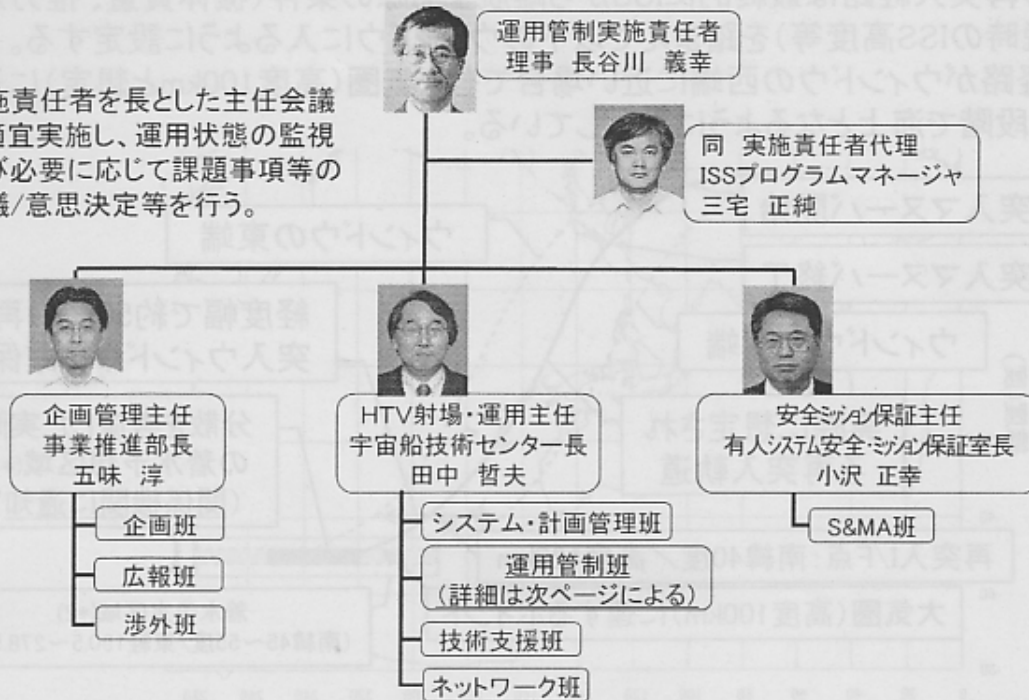 運用管制実施責任者
理事 長谷川 義幸
施責任者を長とした主任会議
適宜実施し、運用状態の監視
び必要に応じて課題事項等の
議/意思決定等を行う。
同 実施責任者代理
ISSプログラムマネージャ
三宅 正純
企画管理主任
事業推進部長
五味 淳
企画班
広報班
渉外班
HTV射場・運用主任
宇宙船技術センター長
田中 哲夫
システム・計画管理班
運用管制班
(詳細は次ページによる)
技術支援班
ネットワーク班
安全ミッション保証主任
有人システム安全・ミッション保証室長
小沢 正幸
S&MA班